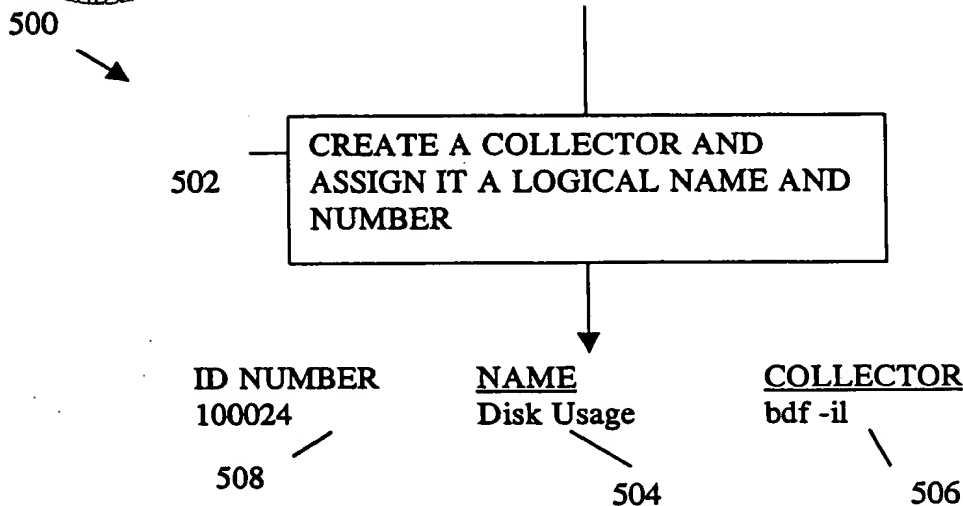 500
502
CREATE A COLLECTOR AND
ASSIGN IT A LOGICAL NAME AND
NUMBER
ID NUMBER NAME COLLECTOR
100024 Disk Usage bdf -il
508 504 506